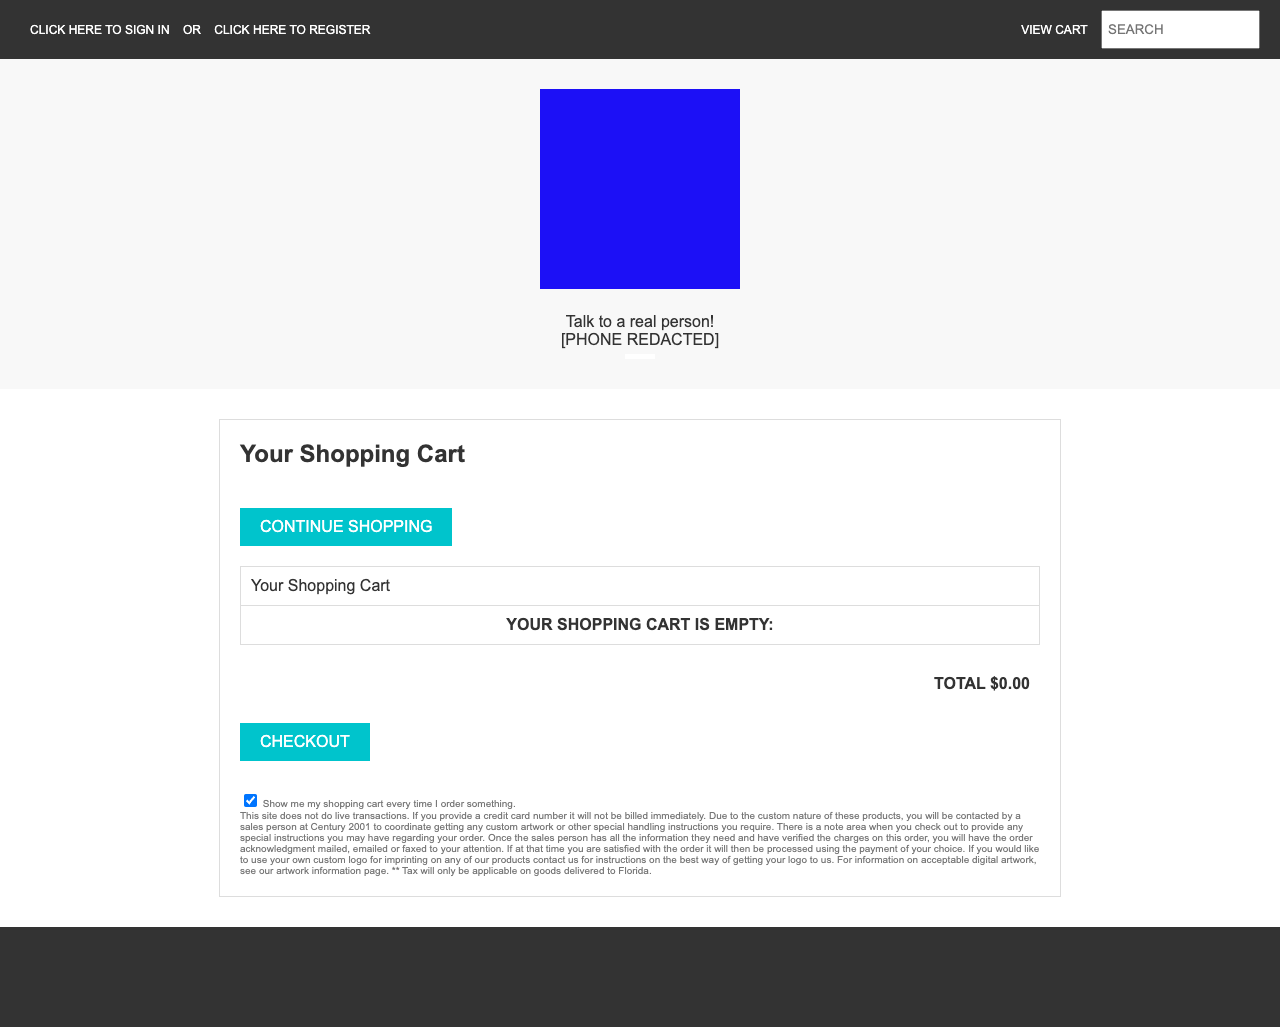 CLICK HERE TO SIGN IN OR CLICK HERE TO REGISTER VIEW CART SEARCH
Talk to a real person!
[PHONE REDACTED]
Your Shopping Cart
CONTINUE SHOPPING
Your Shopping Cart
YOUR SHOPPING CART IS EMPTY:
TOTAL $0.00
CHECKOUT
Show me my shopping cart every time I order something.
This site does not do live transactions. If you provide a credit card number it will not be billed immediately. Due to the custom nature of these products, you will be contacted by a
sales person at Century 2001 to coordinate getting any custom artwork or other special handling instructions you require. There is a note area when you check out to provide any
special instructions you may have regarding your order. Once the sales person has all the information they need and have verified the charges on this order, you will have the order
acknowledgment mailed, emailed or faxed to your attention. If at that time you are satisfied with the order it will then be processed using the payment of your choice. If you would like
to use your own custom logo for imprinting on any of our products contact us for instructions on the best way of getting your logo to us. For information on acceptable digital artwork,
see our artwork information page. ** Tax will only be applicable on goods delivered to Florida.